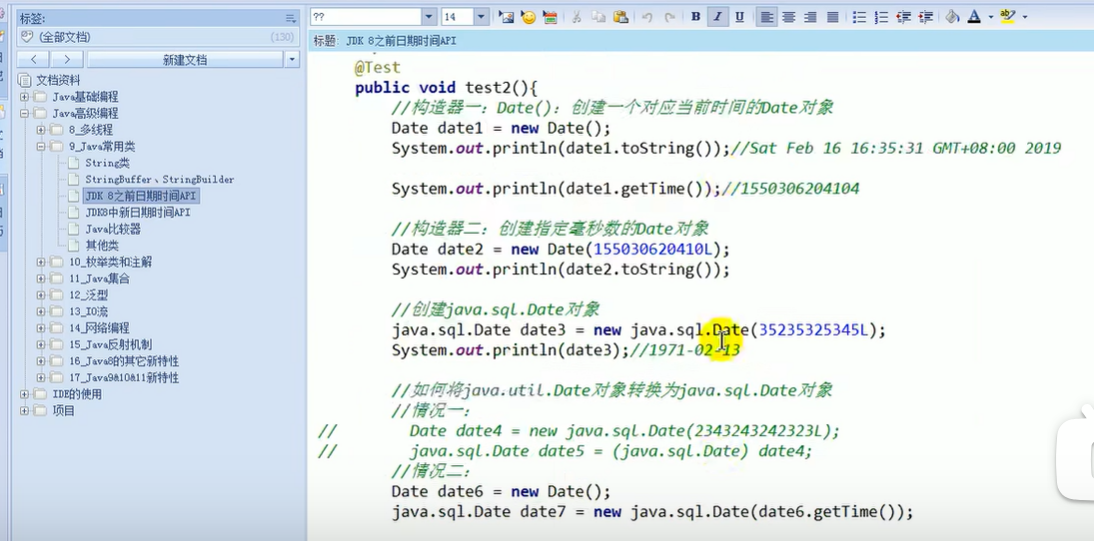 标签:
(全部文档) (130)
新建文档
文档资料
Java基础编程
Java高级编程
8_多线程
9_Java常用类
String类
StringBuffer、StringBuilder
JDK 8之前日期时间API
JDK8中新日期时间API
Java比较器
其他类
10_枚举类和注解
11_Java集合
12_泛型
13_IO流
14_网络编程
15_Java反射机制
16_Java8的其它新特性
17_Java9&10&11新特性
IDE的使用
项目
?? 14 B I U A
标题: JDK 8之前日期时间API
@Test
public void test2(){
//构造器一：Date()：创建一个对应当前时间的Date对象
Date date1 = new Date();
System.out.println(date1.toString());//Sat Feb 16 16:35:31 GMT+08:00 2019
System.out.println(date1.getTime());//1550306204104
//构造器二：创建指定毫秒数的Date对象
Date date2 = new Date(155030620410L);
System.out.println(date2.toString());
//创建java.sql.Date对象
java.sql.Date date3 = new java.sql.Date(35235325345L);
System.out.println(date3);//1971-02-13
//如何将java.util.Date对象转换为java.sql.Date对象
//情况一：
// Date date4 = new java.sql.Date(2343243242323L);
// java.sql.Date date5 = (java.sql.Date) date4;
//情况二：
Date date6 = new Date();
java.sql.Date date7 = new java.sql.Date(date6.getTime());